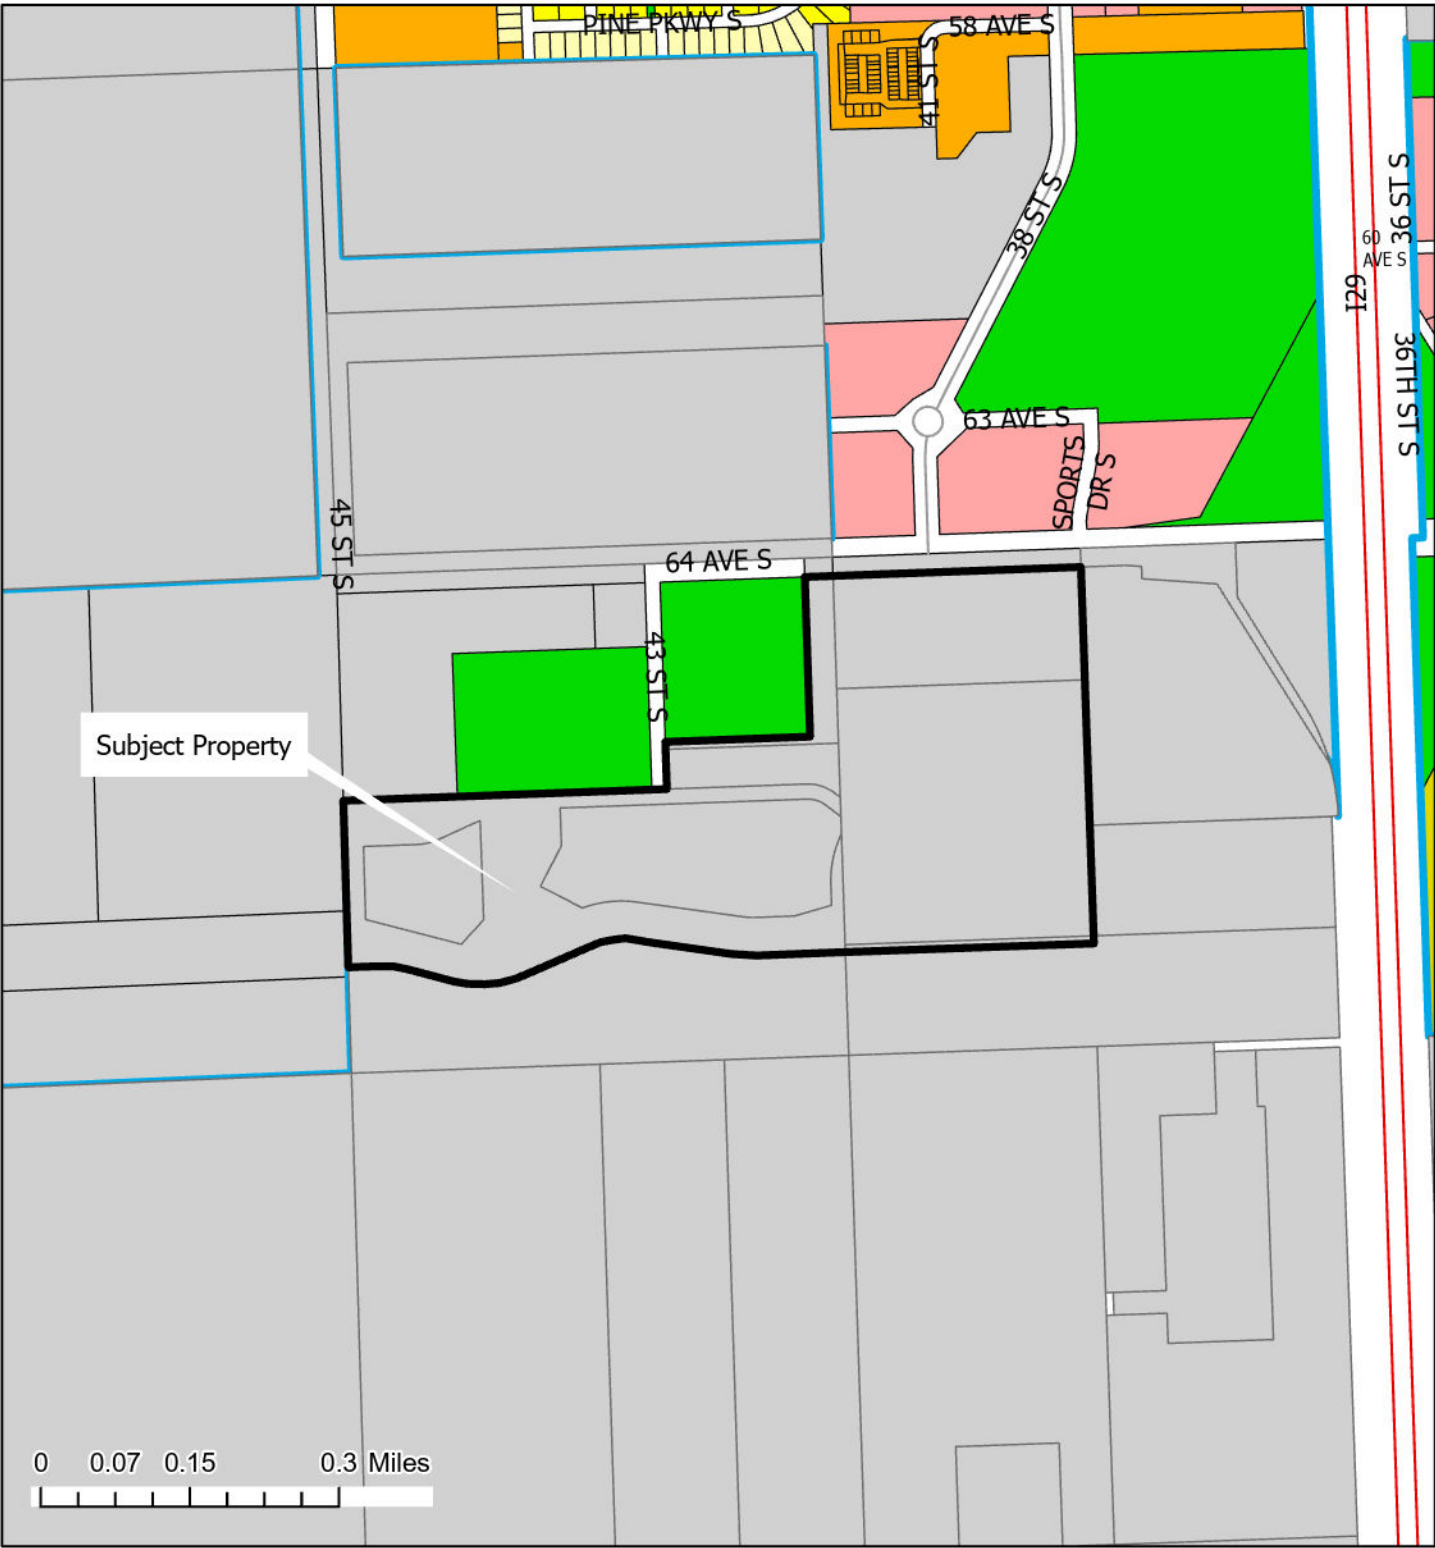 PINE PKWY S
58 AVE S
41 ST S
38 ST S
36 ST S
60
AVE S
I29
36TH ST S
63 AVE S
SPORTS
DR S
45 ST S
64 AVE S
43 ST S
Subject Property
0 0.07 0.15 0.3 Miles